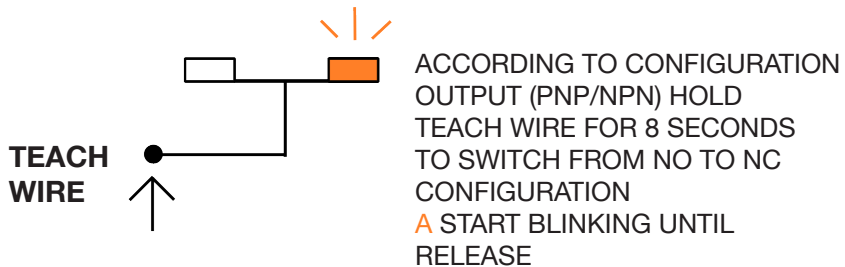 TEACH
WIRE
ACCORDING TO CONFIGURATION
OUTPUT (PNP/NPN) HOLD
TEACH WIRE FOR 8 SECONDS
TO SWITCH FROM NO TO NC
CONFIGURATION
A START BLINKING UNTIL
RELEASE